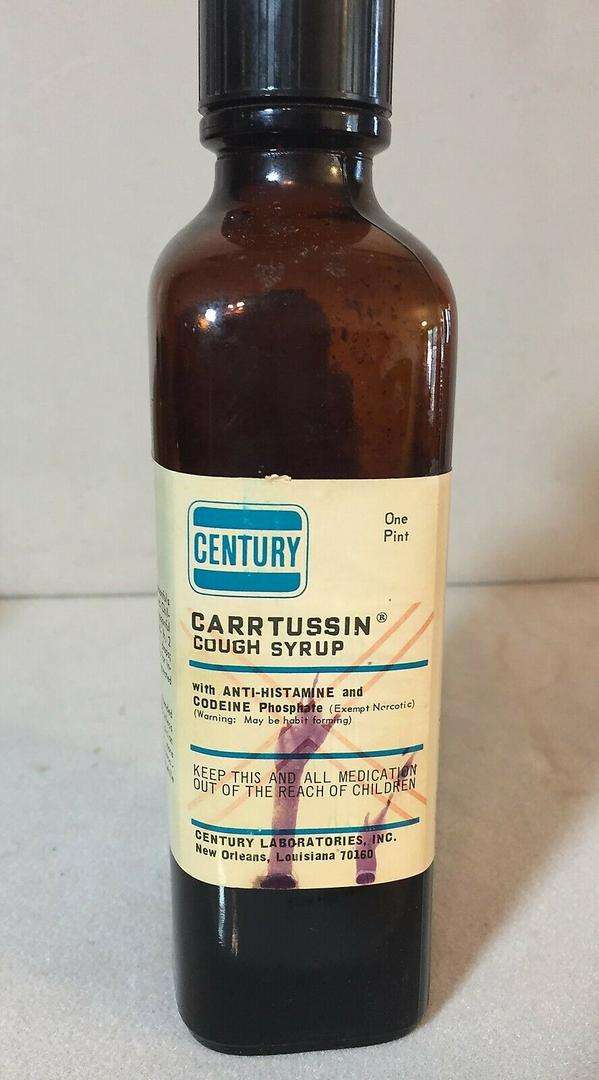 CENTURY
One
Pint
CARRTUSSIN®
COUGH SYRUP
with ANTI-HISTAMINE and
CODEINE Phosphate (Exempt Narcotic)
(Warning: May be habit forming)
KEEP THIS AND ALL MEDICATION
OUT OF THE REACH OF CHILDREN
CENTURY LABORATORIES, INC.
New Orleans, Louisiana 70160